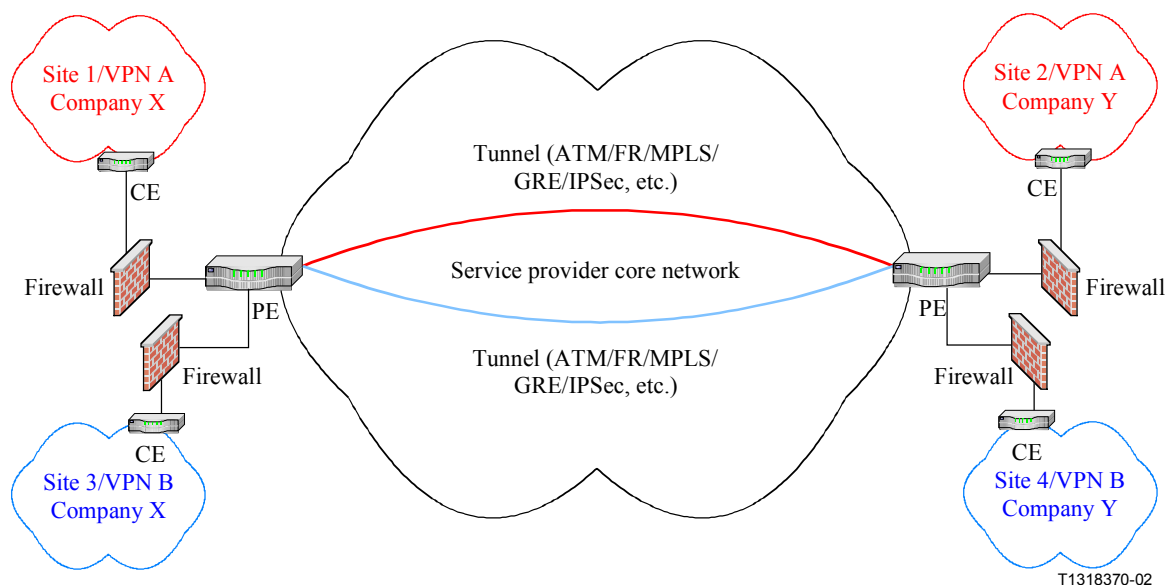 Site 1/VPN A
Company X
Site 2/VPN A
Company Y
Tunnel (ATM/FR/MPLS/
GRE/IPSec, etc.)
CE
CE
Service provider core network
Firewall
Firewall
PE
PE
Tunnel (ATM/FR/MPLS/
GRE/IPSec, etc.)
Firewall
Firewall
CE
CE
Site 3/VPN B
Company X
Site 4/VPN B
Company Y
T1318370-02